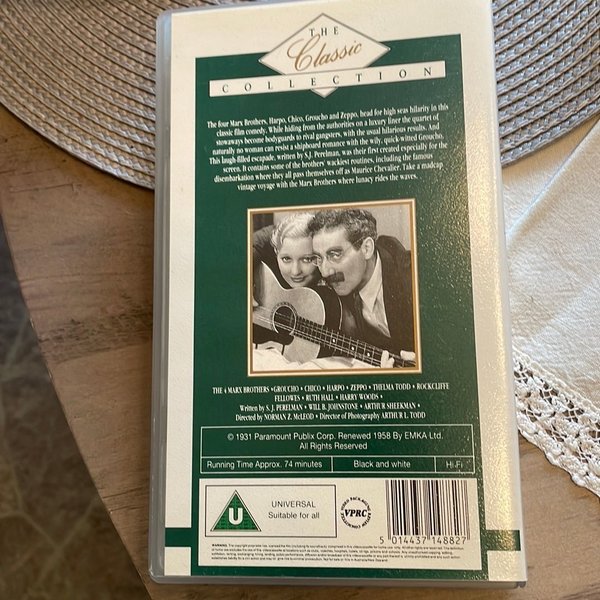 THE
Classic
COLLECTION
The four Marx Brothers, Harpo, Chico, Groucho and Zeppo, head for high seas hilarity in this
classic film comedy. While hiding from the authorities on a luxury liner the quartet of
stowaways become bodyguards to rival gangsters, with the usual hilarious results. And
naturally no woman can resist a shipboard romance with the wily, quick-witted Groucho.
This laugh-filled escapade, written by S.J. Perelman, was their first created especially for the
screen. It contains some of the brothers' wackiest routines, including the famous
disembarkation where they all pass themselves off as Maurice Chevalier. Take a madcap
vintage voyage with the Marx Brothers where lunacy rides the waves.
THE 4 MARX BROTHERS •GROUCHO • CHICO • HARPO • ZEPPO • THELMA TODD • ROCKCLIFFE
FELLOWES • RUTH HALL • HARRY WOODS •
Written by S. J. PERELMAN • WILL B. JOHNSTONE • ARTHUR SHEEKMAN •
Directed by NORMAN Z. McLEOD • Director of Photography ARTHUR L. TODD
© 1931 Paramount Publix Corp. Renewed 1958 By EMKA Ltd.
All Rights Reserved
Running Time Approx. 74 minutes Black and white Hi-Fi
U
UNIVERSAL
Suitable for all
VPRC
5 014437 148827